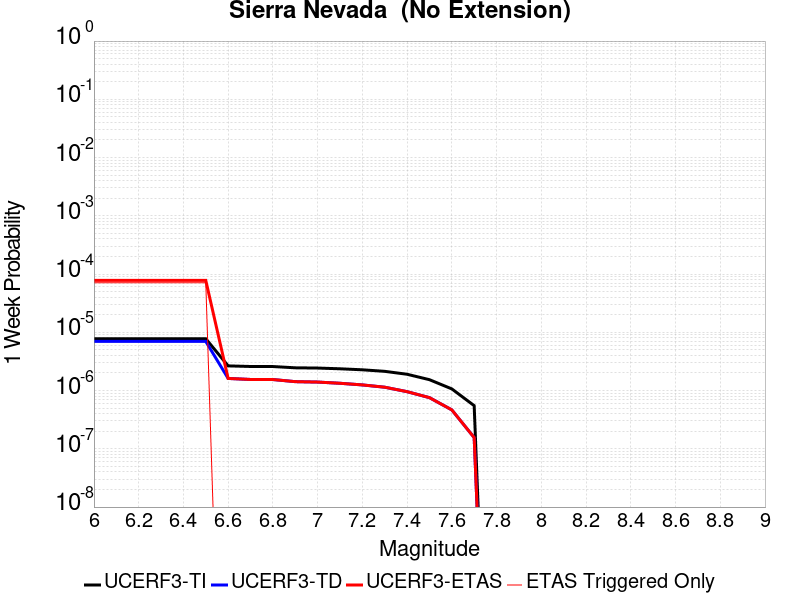 Sierra Nevada  (No Extension)
10^0
10^-1
10^-2
10^-3
10^-4
10^-5
10^-6
10^-7
10^-8
1 Week Probability
6 6.2 6.4 6.6 6.8 7 7.2 7.4 7.6 7.8 8 8.2 8.4 8.6 8.8 9
Magnitude
UCERF3-TI UCERF3-TD UCERF3-ETAS ETAS Triggered Only